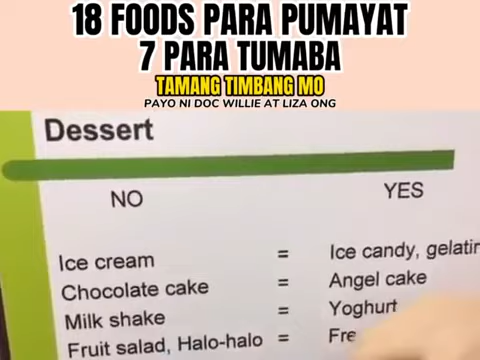 18 FOODS PARA PUMAYAT
7 PARA TUMABA
TAMANG TIMBANG MO
PAYO NI DOC WILLIE AT LIZA ONG
Dessert
NO YES
Ice cream = Ice candy, gelatin
Chocolate cake = Angel cake
Milk shake = Yoghurt
Fruit salad, Halo-halo =